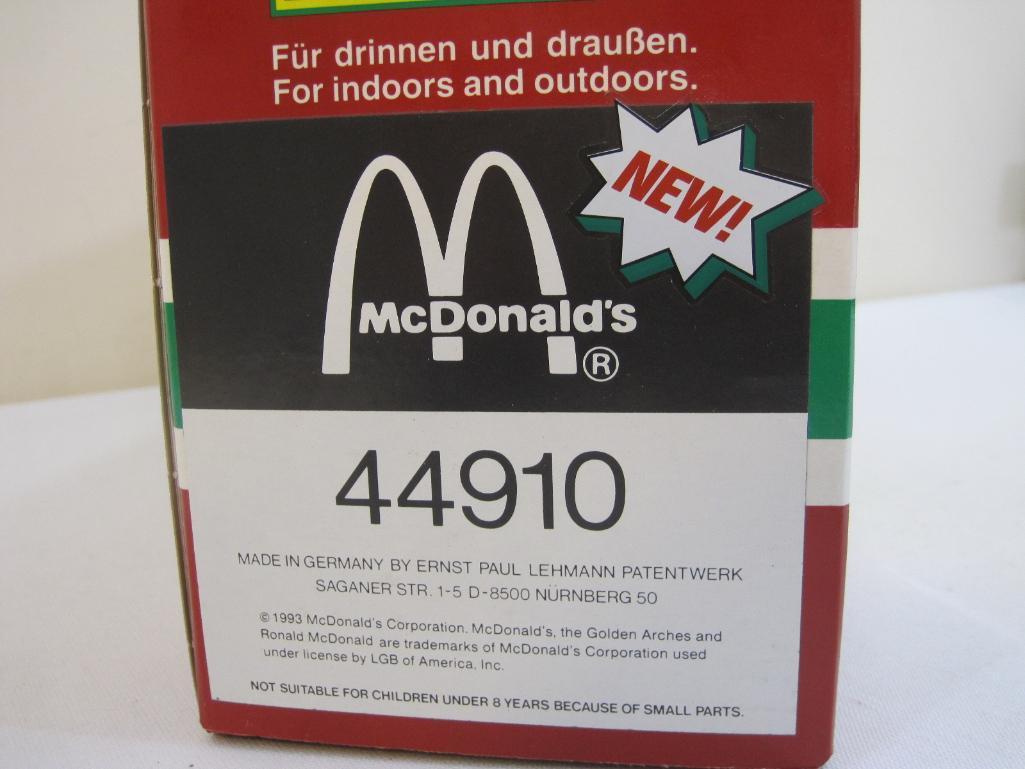 Für drinnen und draußen.
For indoors and outdoors.
NEW!
McDonald's
®
44910
MADE IN GERMANY BY ERNST PAUL LEHMANN PATENTWERK
SAGANER STR. 1-5 D-8500 NÜRNBERG 50
© 1993 McDonald's Corporation. McDonald's, the Golden Arches and
Ronald McDonald are trademarks of McDonald's Corporation used
under license by LGB of America, Inc.
NOT SUITABLE FOR CHILDREN UNDER 8 YEARS BECAUSE OF SMALL PARTS.